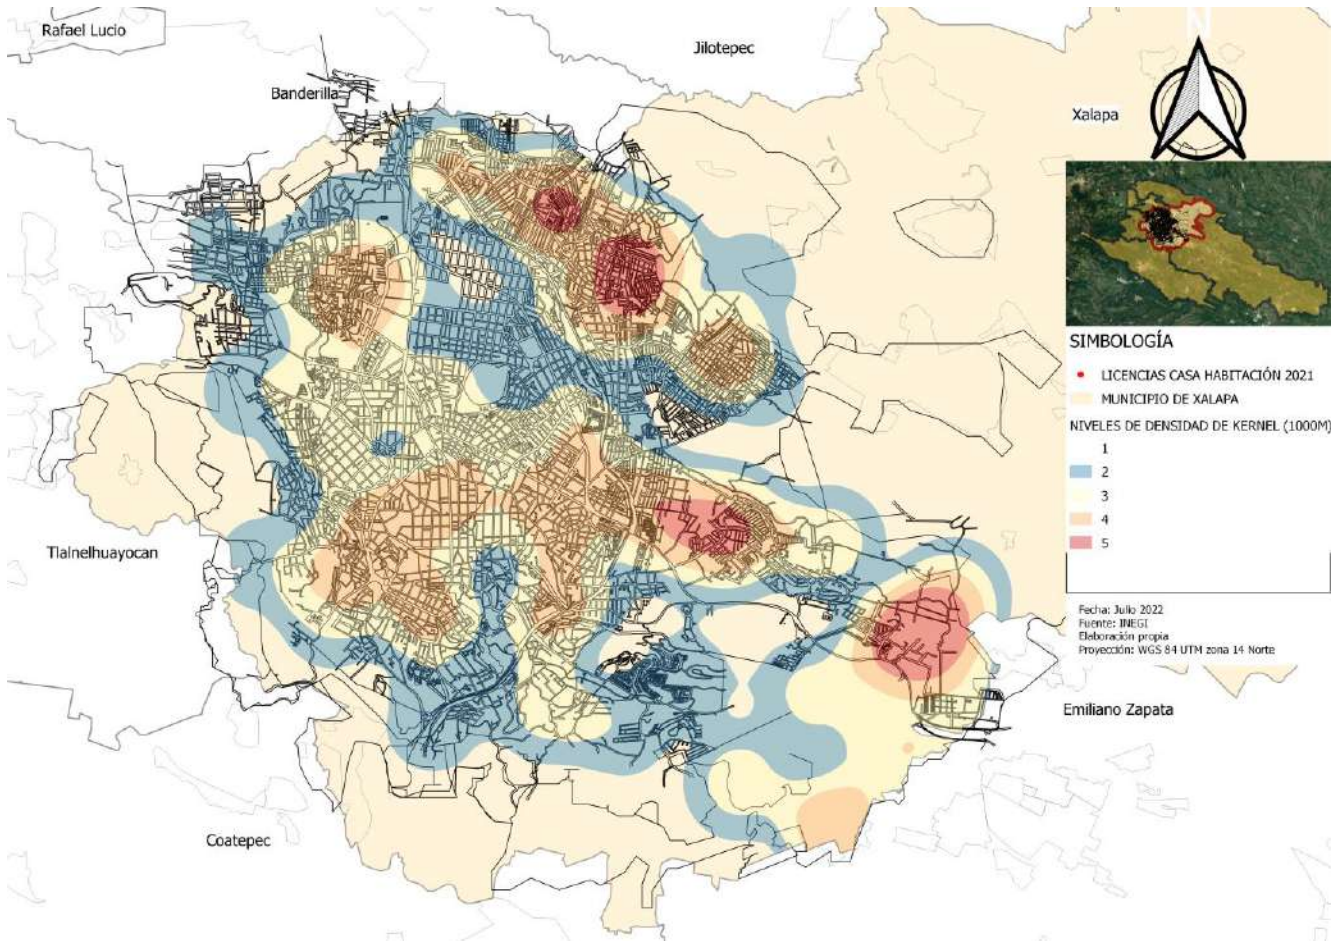 Rafael Lucio
Jilotepec
N
Banderilla
Xalapa
SIMBOLOGÍA
LICENCIAS CASA HABITACIÓN 2021
MUNICIPIO DE XALAPA
NIVELES DE DENSIDAD DE KERNEL (1000M)
1
2
3
4
5
Tlalnelhuayocan
Fecha: Julio 2022
Fuente: INEGI
Elaboración propia
Proyección: WGS 84 UTM zona 14 Norte
Emiliano Zapata
Coatepec